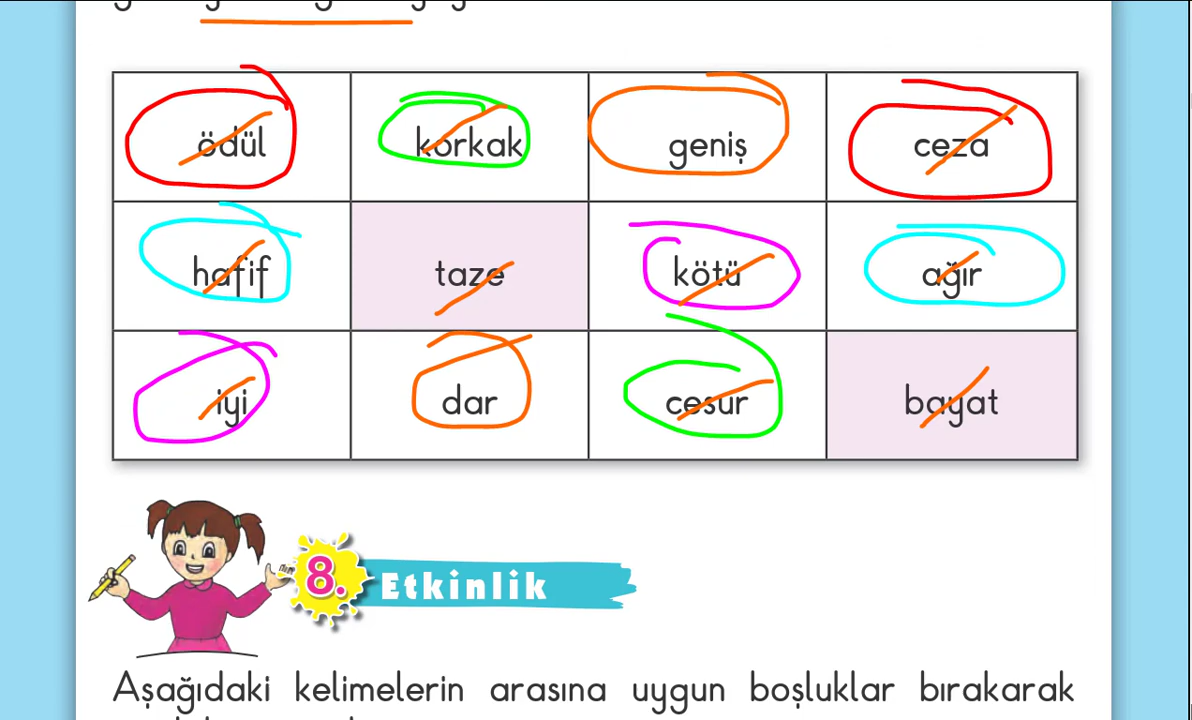 ödül korkak geniş ceza
hafif taze kötü ağır
iyi dar cesur bayat
8. Etkinlik
Aşağıdaki kelimelerin arasına uygun boşluklar bırakarak